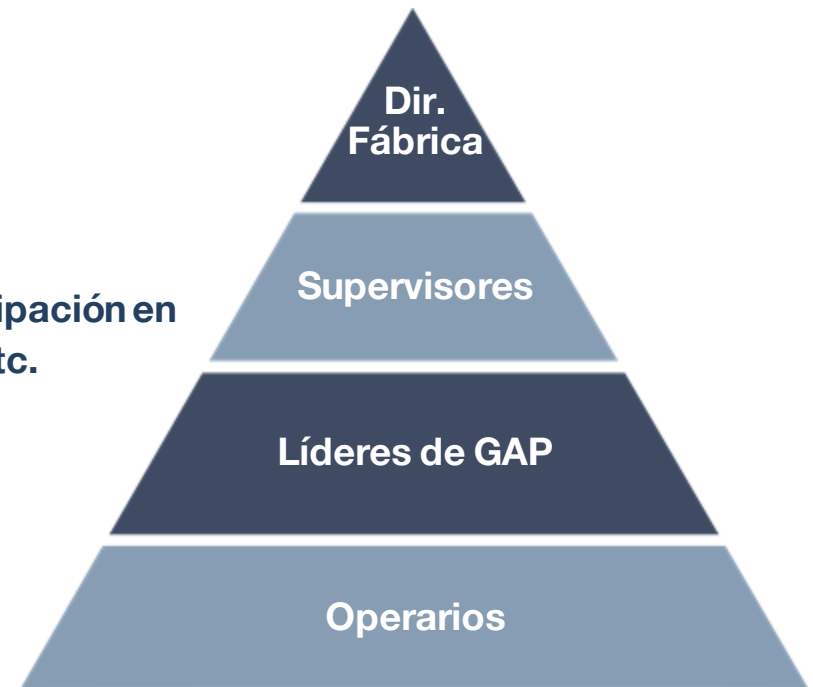 Dir.
Fábrica
Supervisores
ipación en
tc.
Líderes de GAP
Operarios